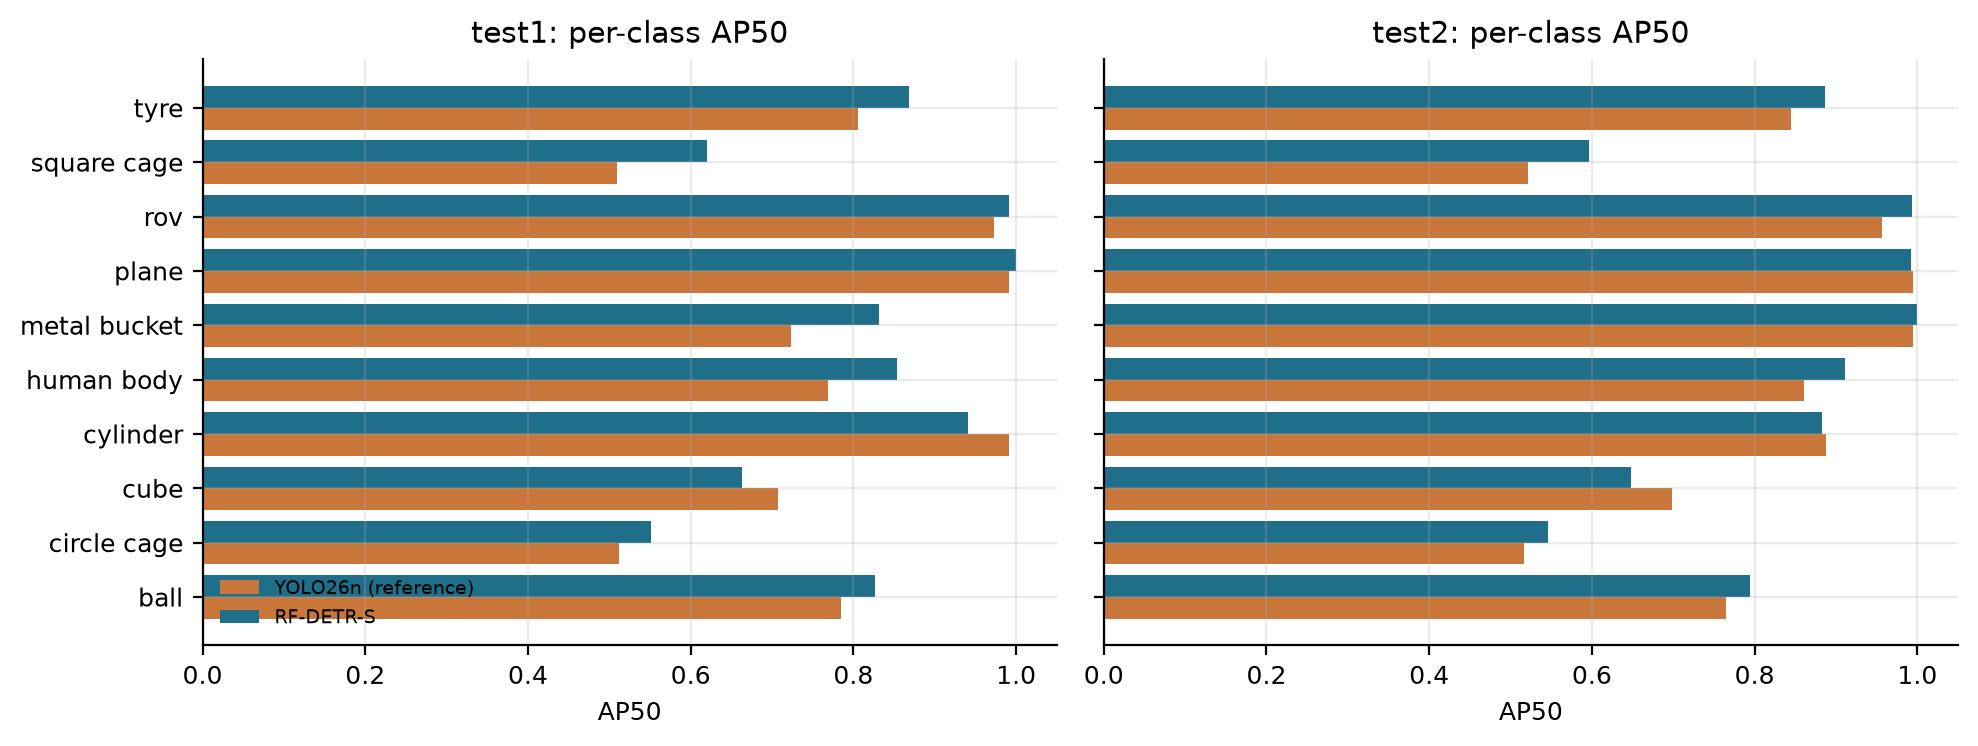 test1: per-class AP50
tyre
square cage
rov
plane
metal bucket
human body
cylinder
cube
circle cage
ball
YOLO26n (reference)
RF-DETR-S
0.0 0.2 0.4 0.6 0.8 1.0
AP50
test2: per-class AP50
0.0 0.2 0.4 0.6 0.8 1.0
AP50